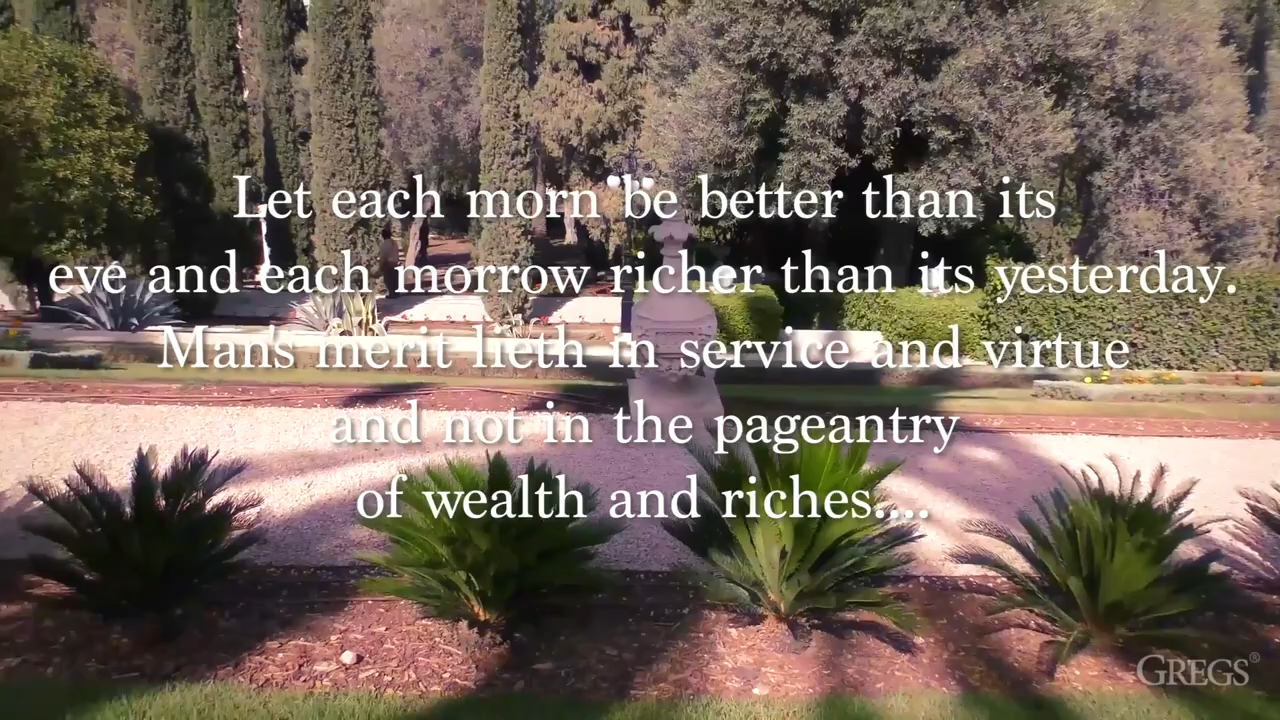 Let each morn be better than its
eve and each morrow richer than its yesterday.
Man's merit lieth in service and virtue
and not in the pageantry
of wealth and riches....
GREGS®